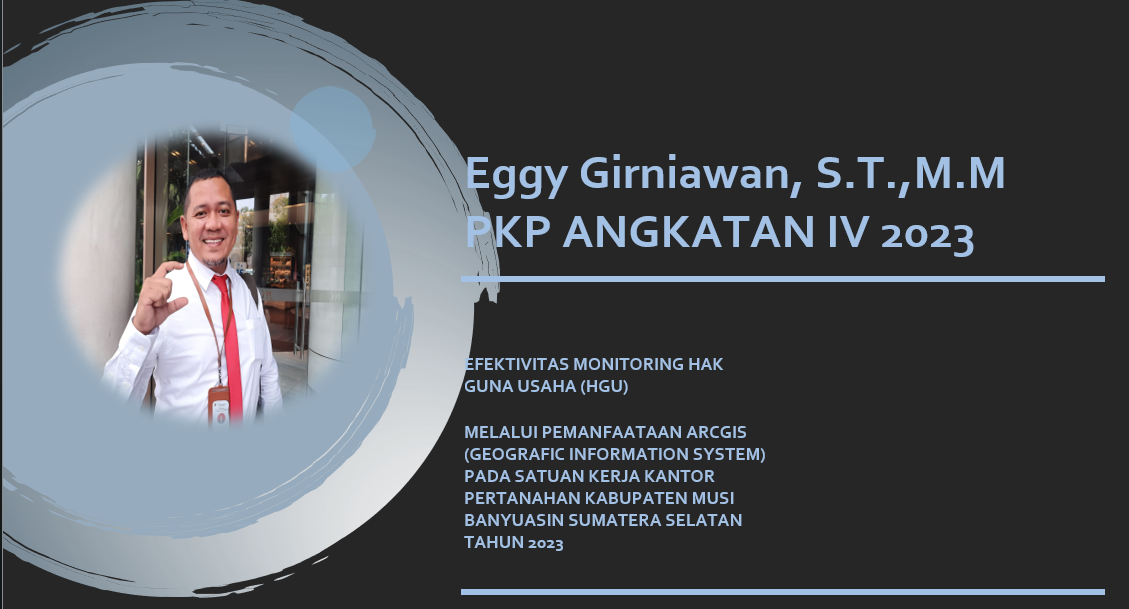 Eggy Girniawan, S.T.,M.M
PKP ANGKATAN IV 2023
EFEKTIVITAS MONITORING HAK
GUNA USAHA (HGU)
MELALUI PEMANFAATAAN ARCGIS
(GEOGRAFIC INFORMATION SYSTEM)
PADA SATUAN KERJA KANTOR
PERTANAHAN KABUPATEN MUSI
BANYUASIN SUMATERA SELATAN
TAHUN 2023